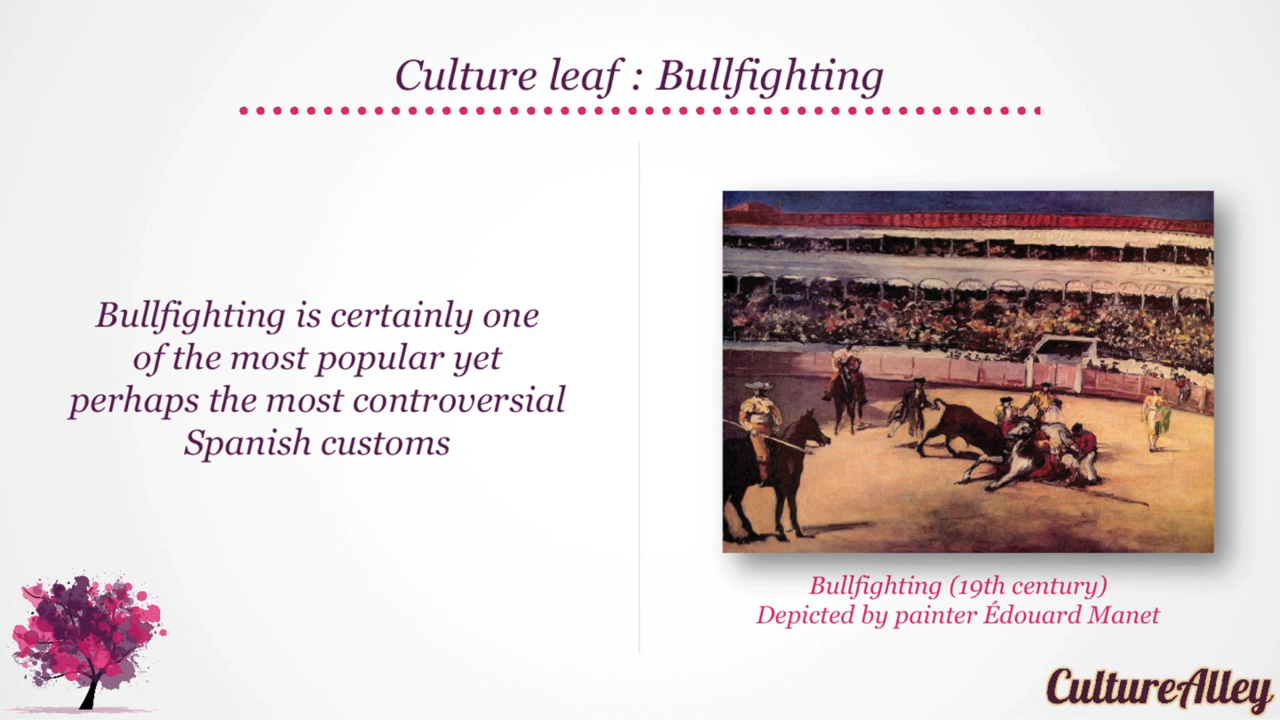 Culture leaf : Bullfighting
Bullfighting is certainly one
of the most popular yet
perhaps the most controversial
Spanish customs
Bullfighting (19th century)
Depicted by painter Édouard Manet
CultureAlley